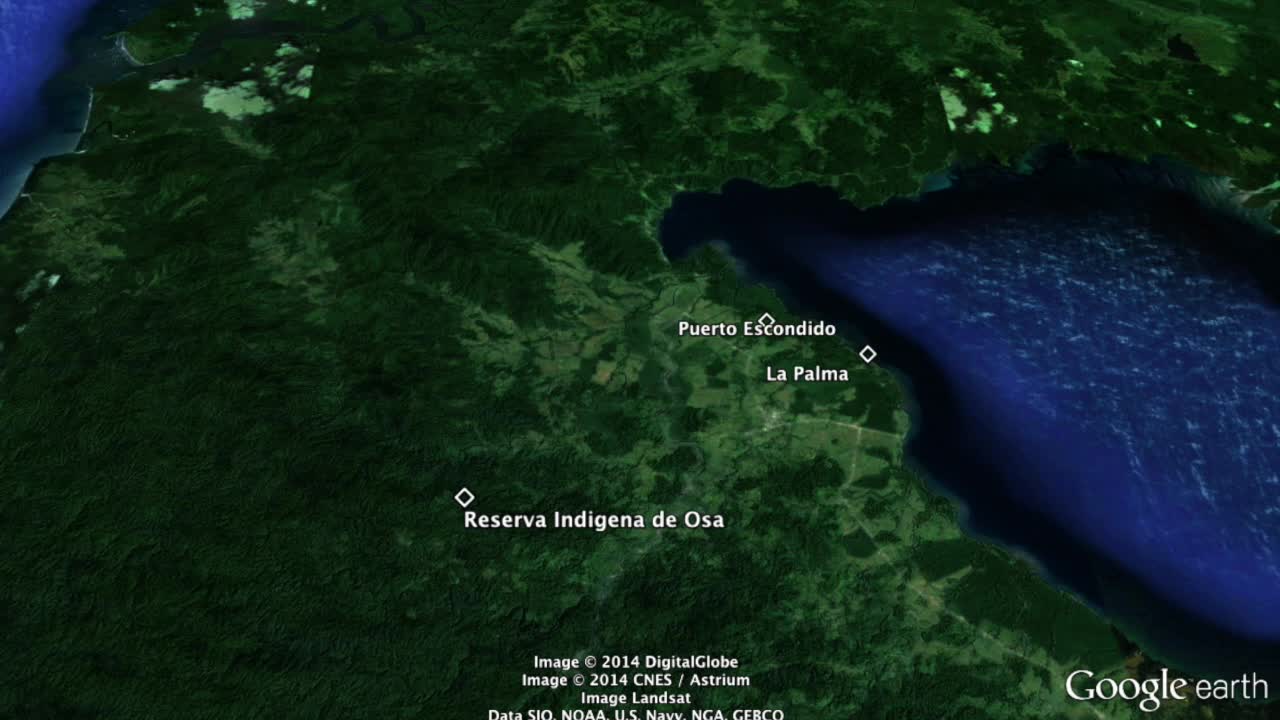 Puerto Escondido
La Palma
Reserva Indigena de Osa
Image © 2014 DigitalGlobe
Image © 2014 CNES / Astrium
Image Landsat
Data SIO, NOAA, U.S. Navy, NGA, GEBCO
Google earth